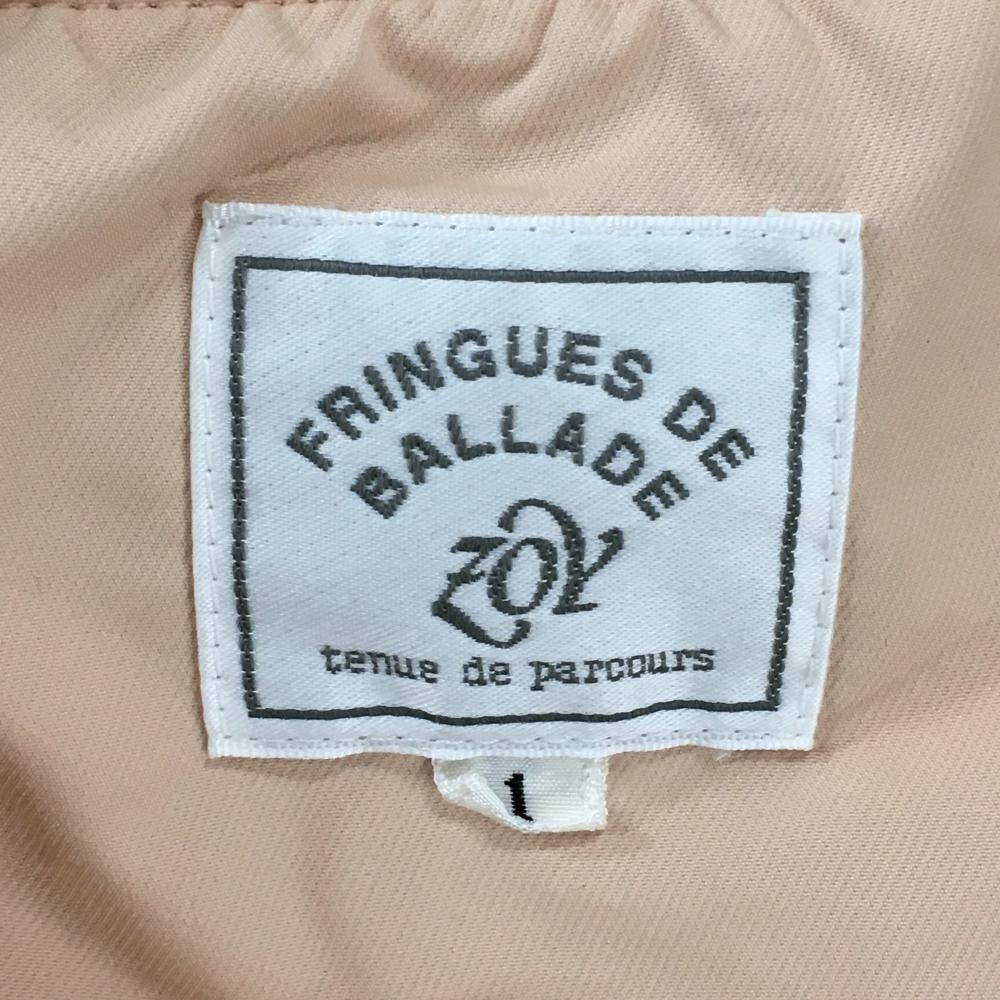 FRINGUES DE
BALLADE
ZOY
tenue de parcours
1